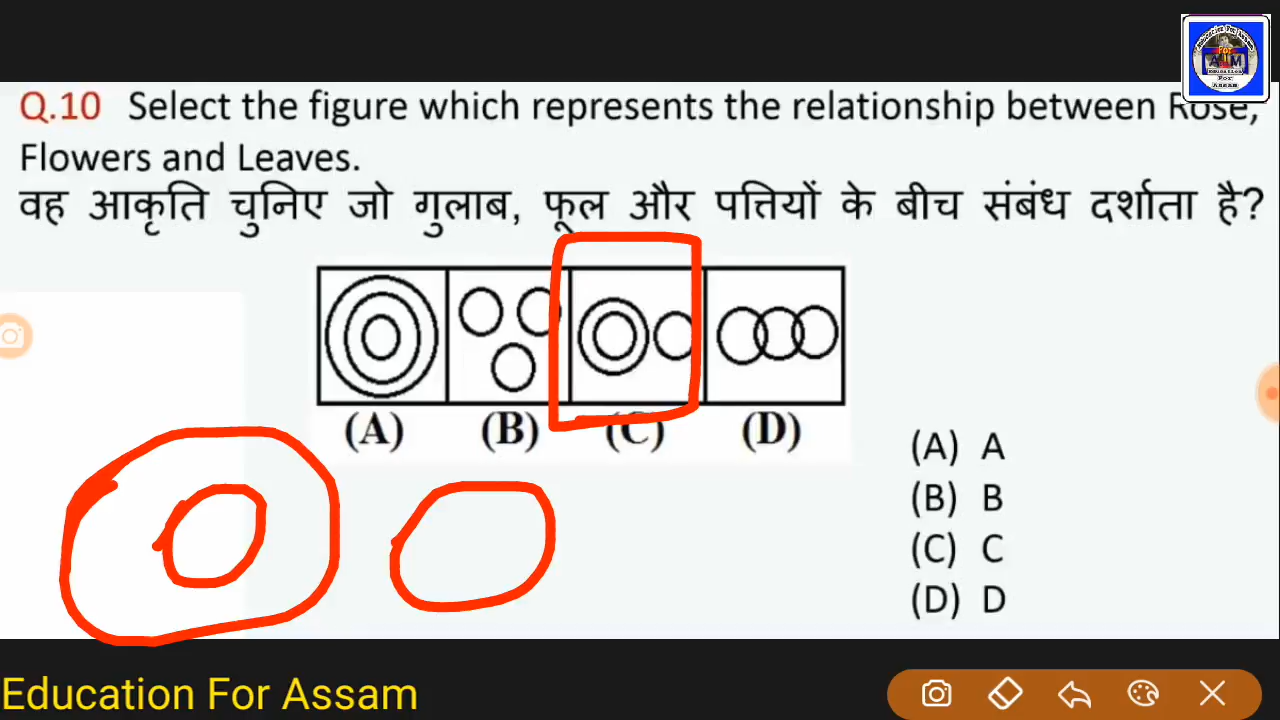 Q.10 Select the figure which represents the relationship between Rose,
Flowers and Leaves.
वह आकृति चुनिए जो गुलाब, फूल और पत्तियों के बीच संबंध दर्शाता है?
(A) (B) (C) (D)
(A) A
(B) B
(C) C
(D) D
Education For Assam